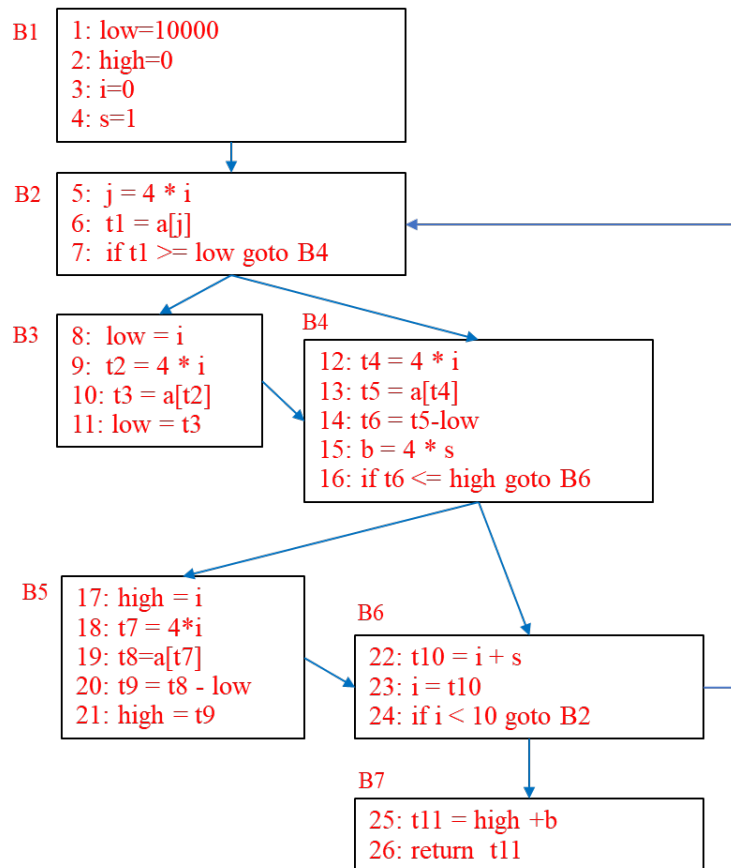 B1
1: low=10000
2: high=0
3: i=0
4: s=1
B2
5: j = 4 * i
6: t1 = a[j]
7: if t1 >= low goto B4
B3
8: low = i
9: t2 = 4 * i
10: t3 = a[t2]
11: low = t3
B4
12: t4 = 4 * i
13: t5 = a[t4]
14: t6 = t5-low
15: b = 4 * s
16: if t6 <= high goto B6
B5
17: high = i
18: t7 = 4*i
19: t8=a[t7]
20: t9 = t8 - low
21: high = t9
B6
22: t10 = i + s
23: i = t10
24: if i < 10 goto B2
B7
25: t11 = high +b
26: return t11